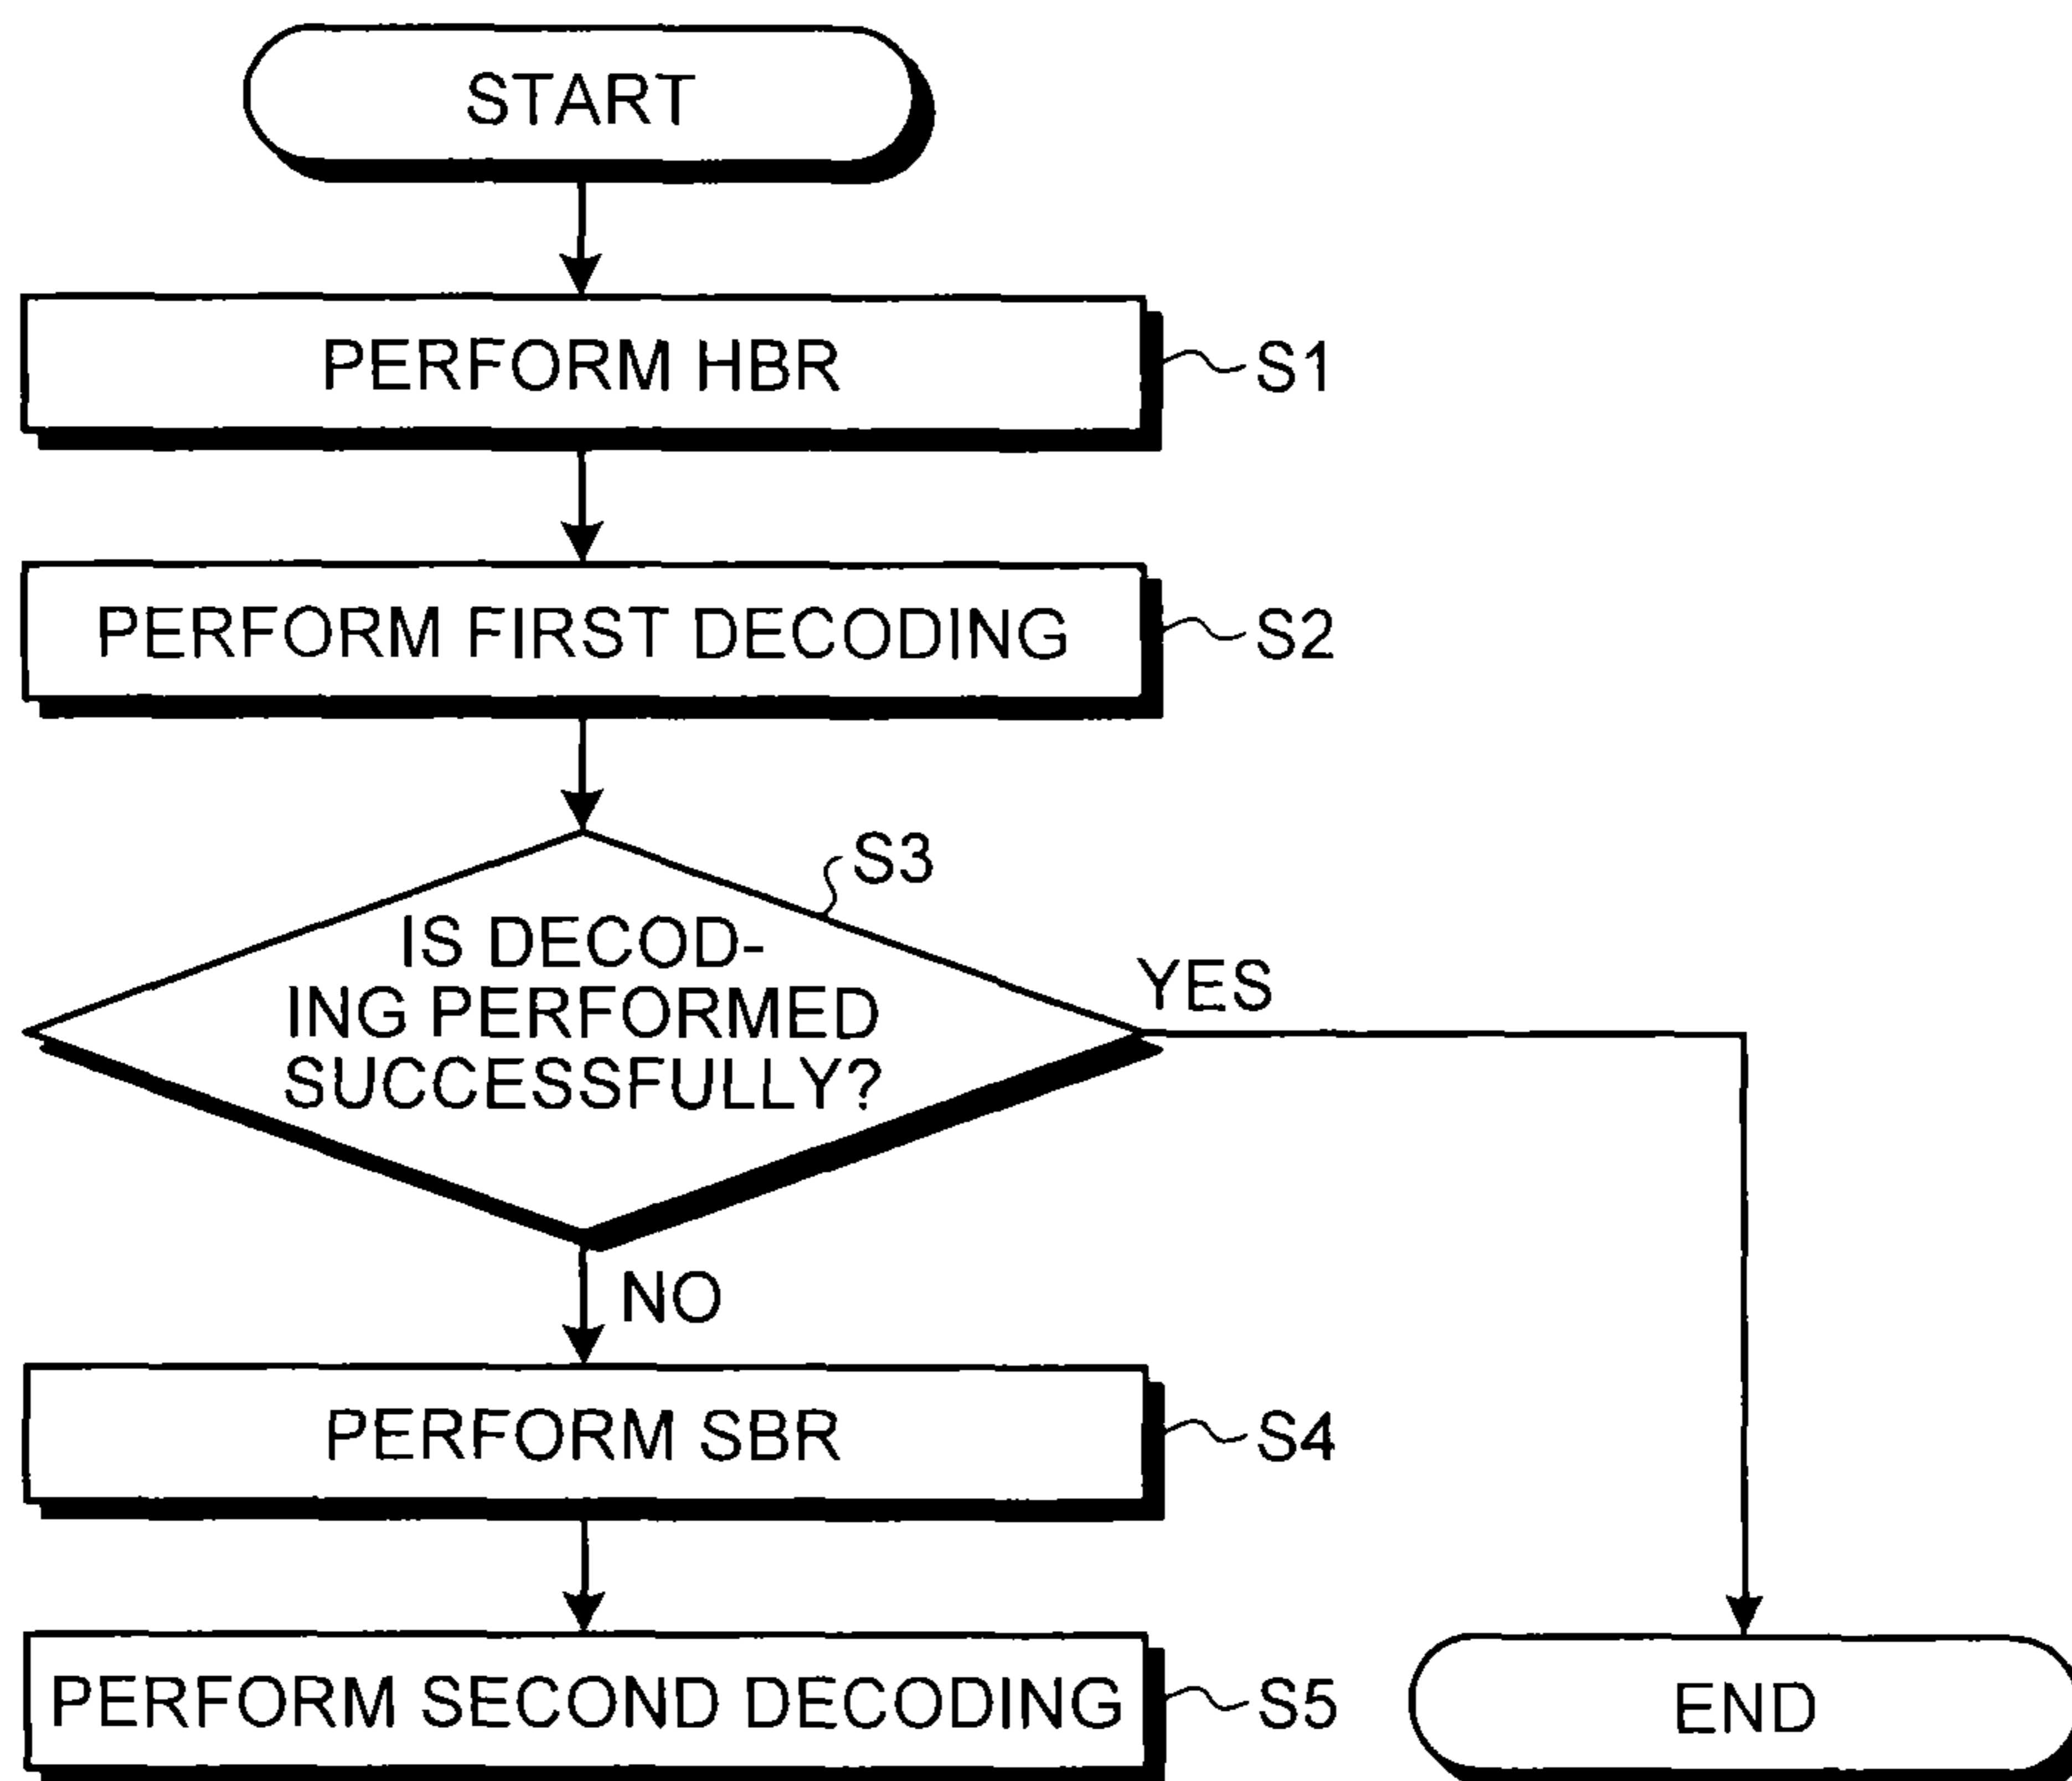 START
PERFORM HBR
S1
PERFORM FIRST DECODING
S2
S3
IS DECOD-
ING PERFORMED
SUCCESSFULLY?
YES
NO
PERFORM SBR
S4
PERFORM SECOND DECODING
S5
END